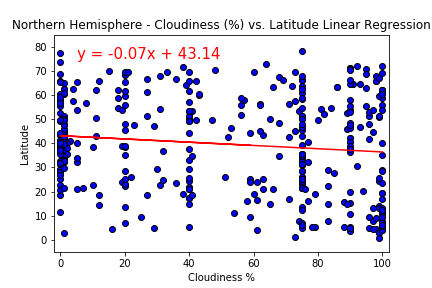 Northern Hemisphere - Cloudiness (%) vs. Latitude Linear Regression
y = -0.07x + 43.14
80
70
60
50
40
30
20
10
0
Latitude
0 20 40 60 80 100
Cloudiness %